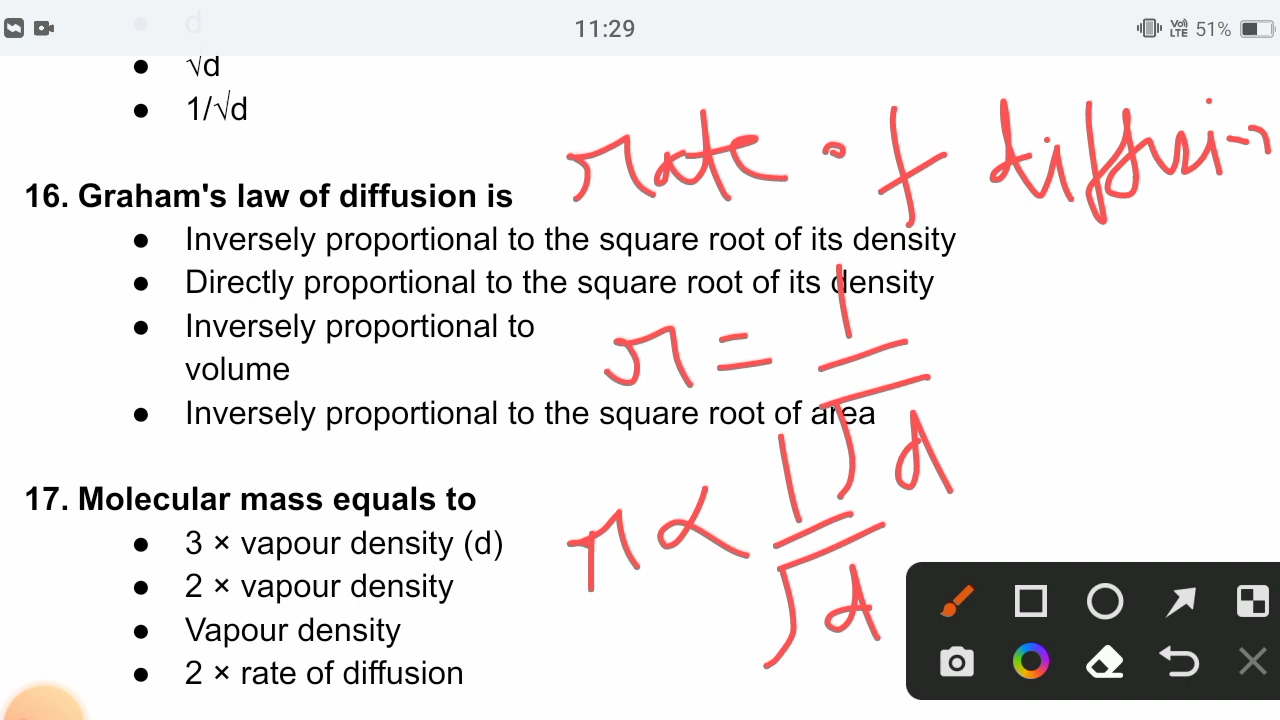 11:29
Vo) LTE 51%
d
√d
1/√d
rate of diffusion
16. Graham's law of diffusion is
Inversely proportional to the square root of its density
Directly proportional to the square root of its density
Inversely proportional to
volume
Inversely proportional to the square root of area
r = 1/√d
r ∝ 1/√d
17. Molecular mass equals to
3 × vapour density (d)
2 × vapour density
Vapour density
2 × rate of diffusion